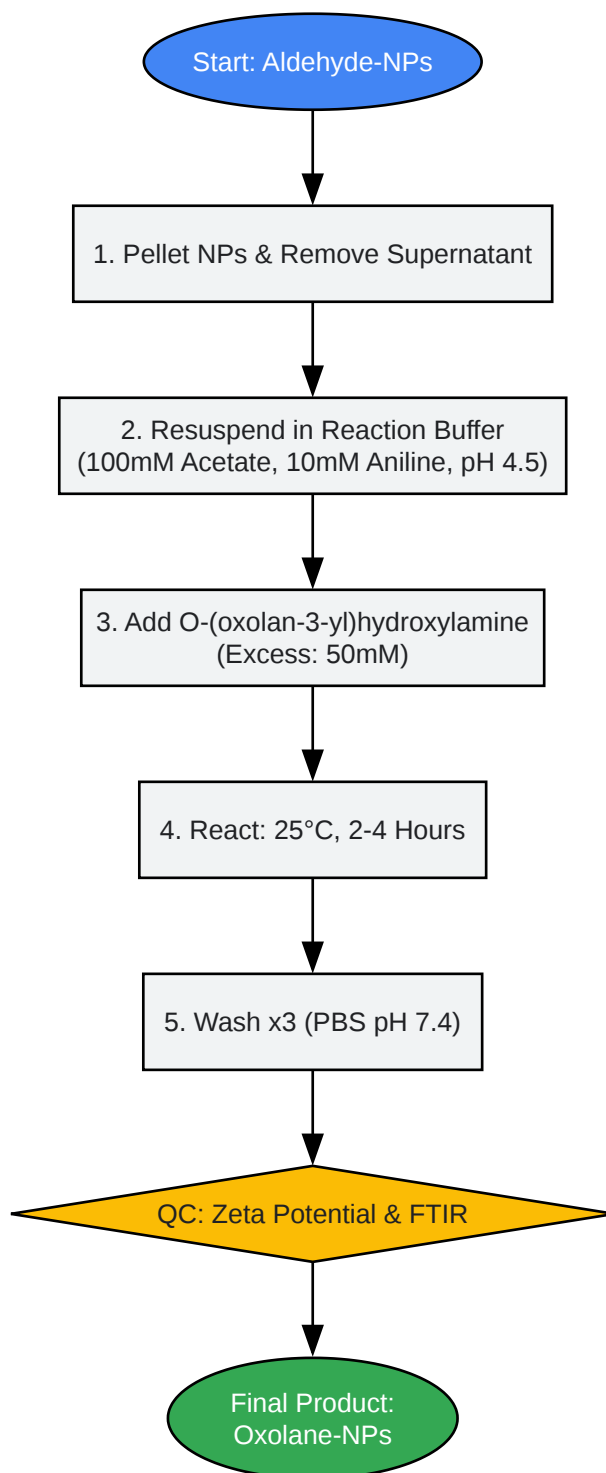 Start: Aldehyde-NPs
1. Pellet NPs & Remove Supernatant
2. Resuspend in Reaction Buffer
(100mM Acetate, 10mM Aniline, pH 4.5)
3. Add O-(oxolan-3-yl)hydroxylamine
(Excess: 50mM)
4. React: 25°C, 2-4 Hours
5. Wash x3 (PBS pH 7.4)
QC: Zeta Potential & FTIR
Final Product:
Oxolane-NPs